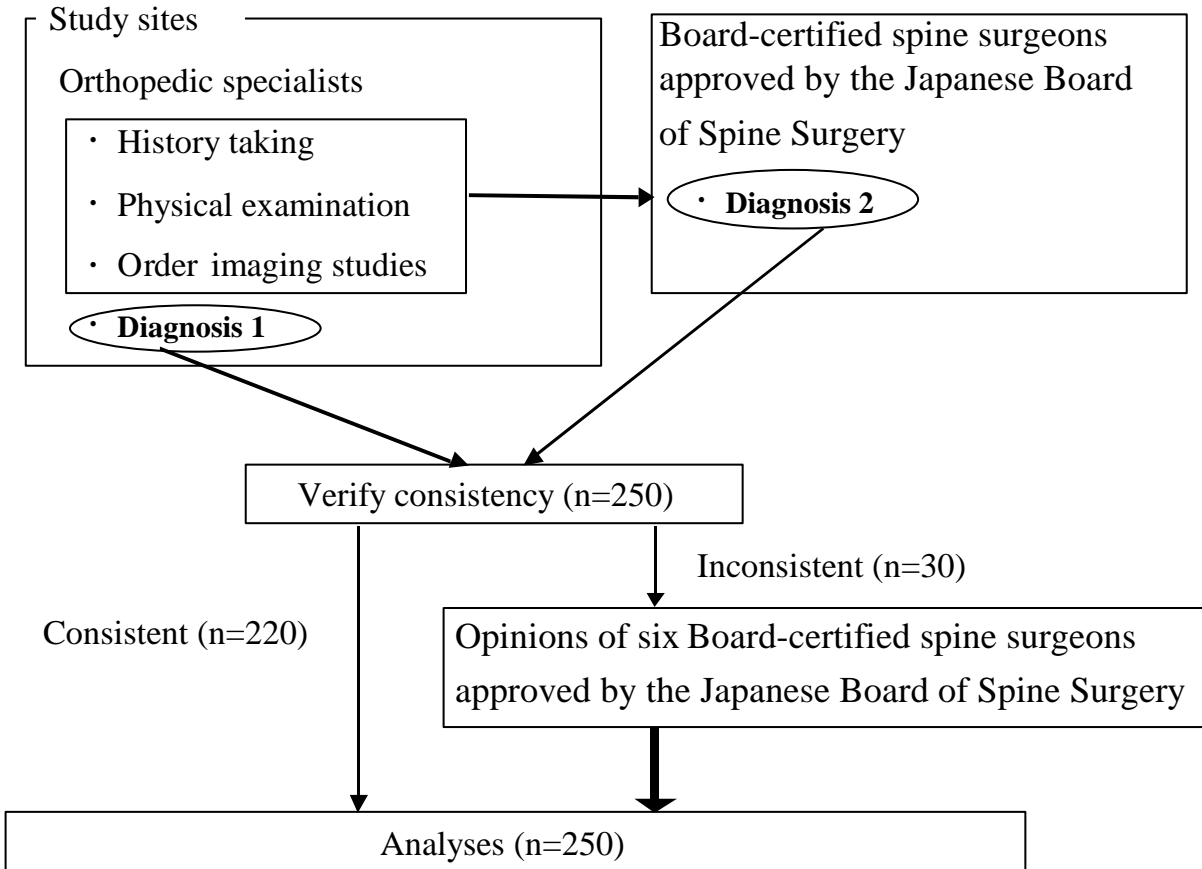 Study sites
Orthopedic specialists
・ History taking
・ Physical examination
・ Order imaging studies
・ Diagnosis 1
Board-certified spine surgeons
approved by the Japanese Board
of Spine Surgery
・ Diagnosis 2
Verify consistency (n=250)
Inconsistent (n=30)
Consistent (n=220)
Opinions of six Board-certified spine surgeons
approved by the Japanese Board of Spine Surgery
Analyses (n=250)